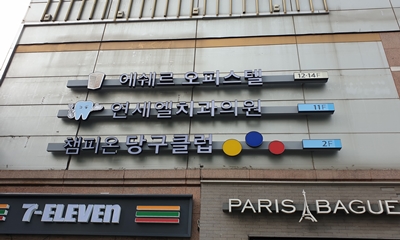 에쉐르 오피스텔 12-14F
연세엘치과의원 11F
챔피온 당구클럽 2F
7-ELEVEN PARIS BAGUE